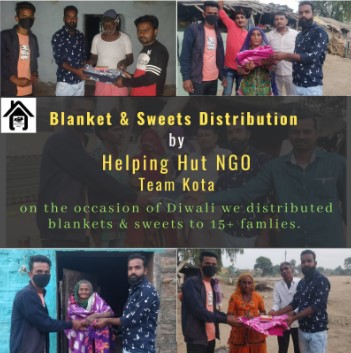 Blanket & Sweets Distribution
by
Helping Hut NGO
Team Kota
on the occasion of Diwali we distributed
blankets & sweets to 15+ famlies.